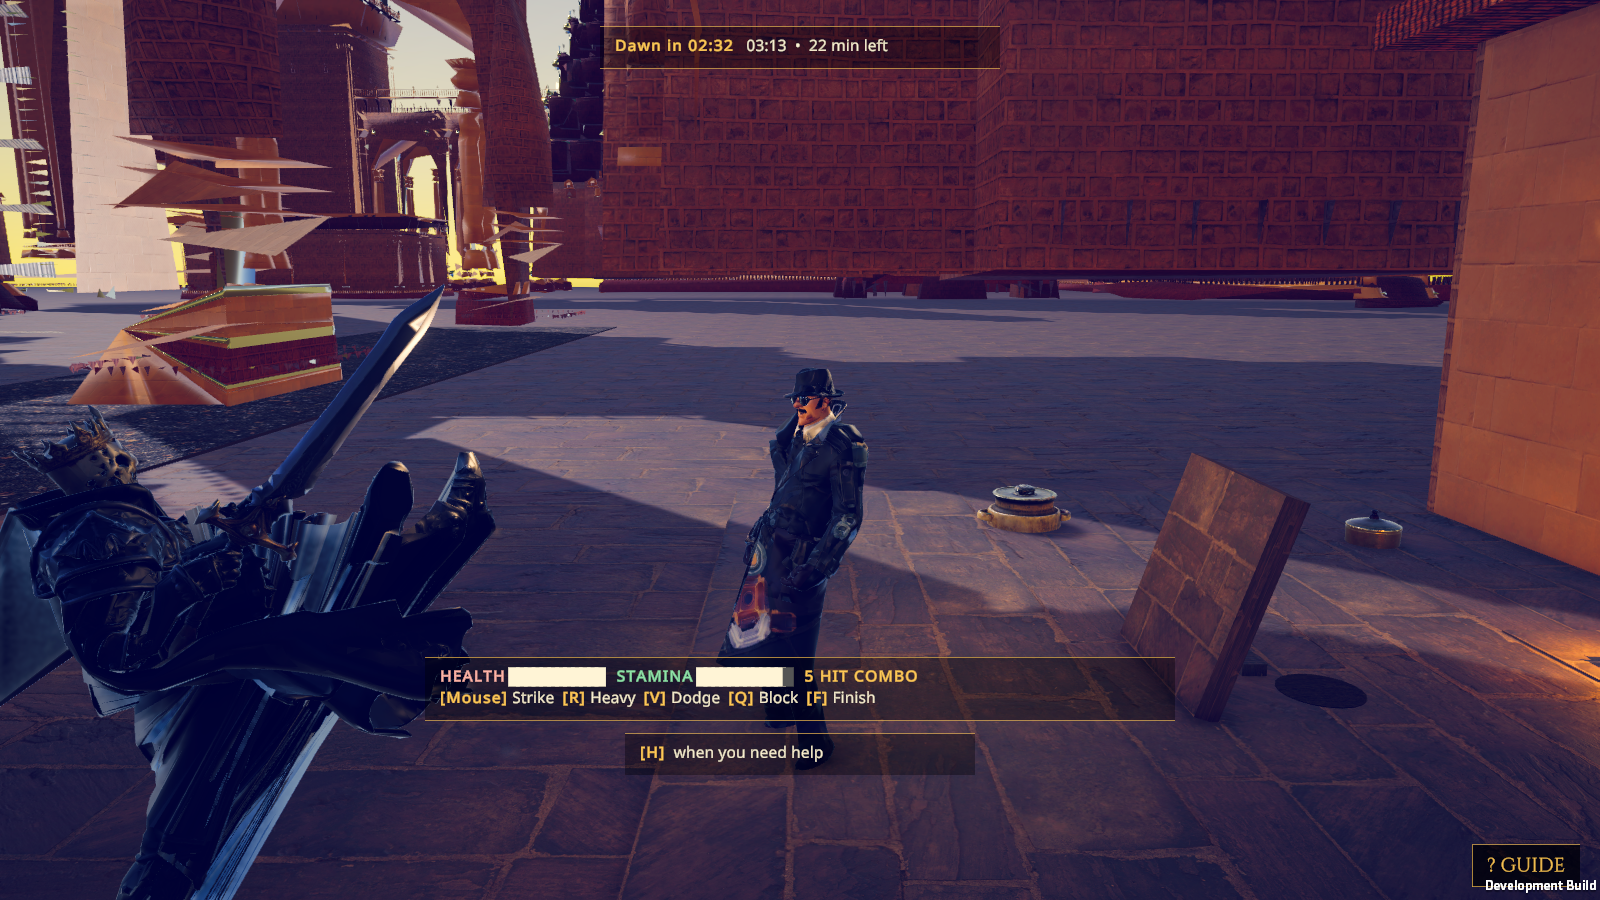 Dawn in 02:32 03:13 • 22 min left
HEALTH STAMINA 5 HIT COMBO
[Mouse] Strike [R] Heavy [V] Dodge [Q] Block [F] Finish
[H] when you need help
? GUIDE
Development Build